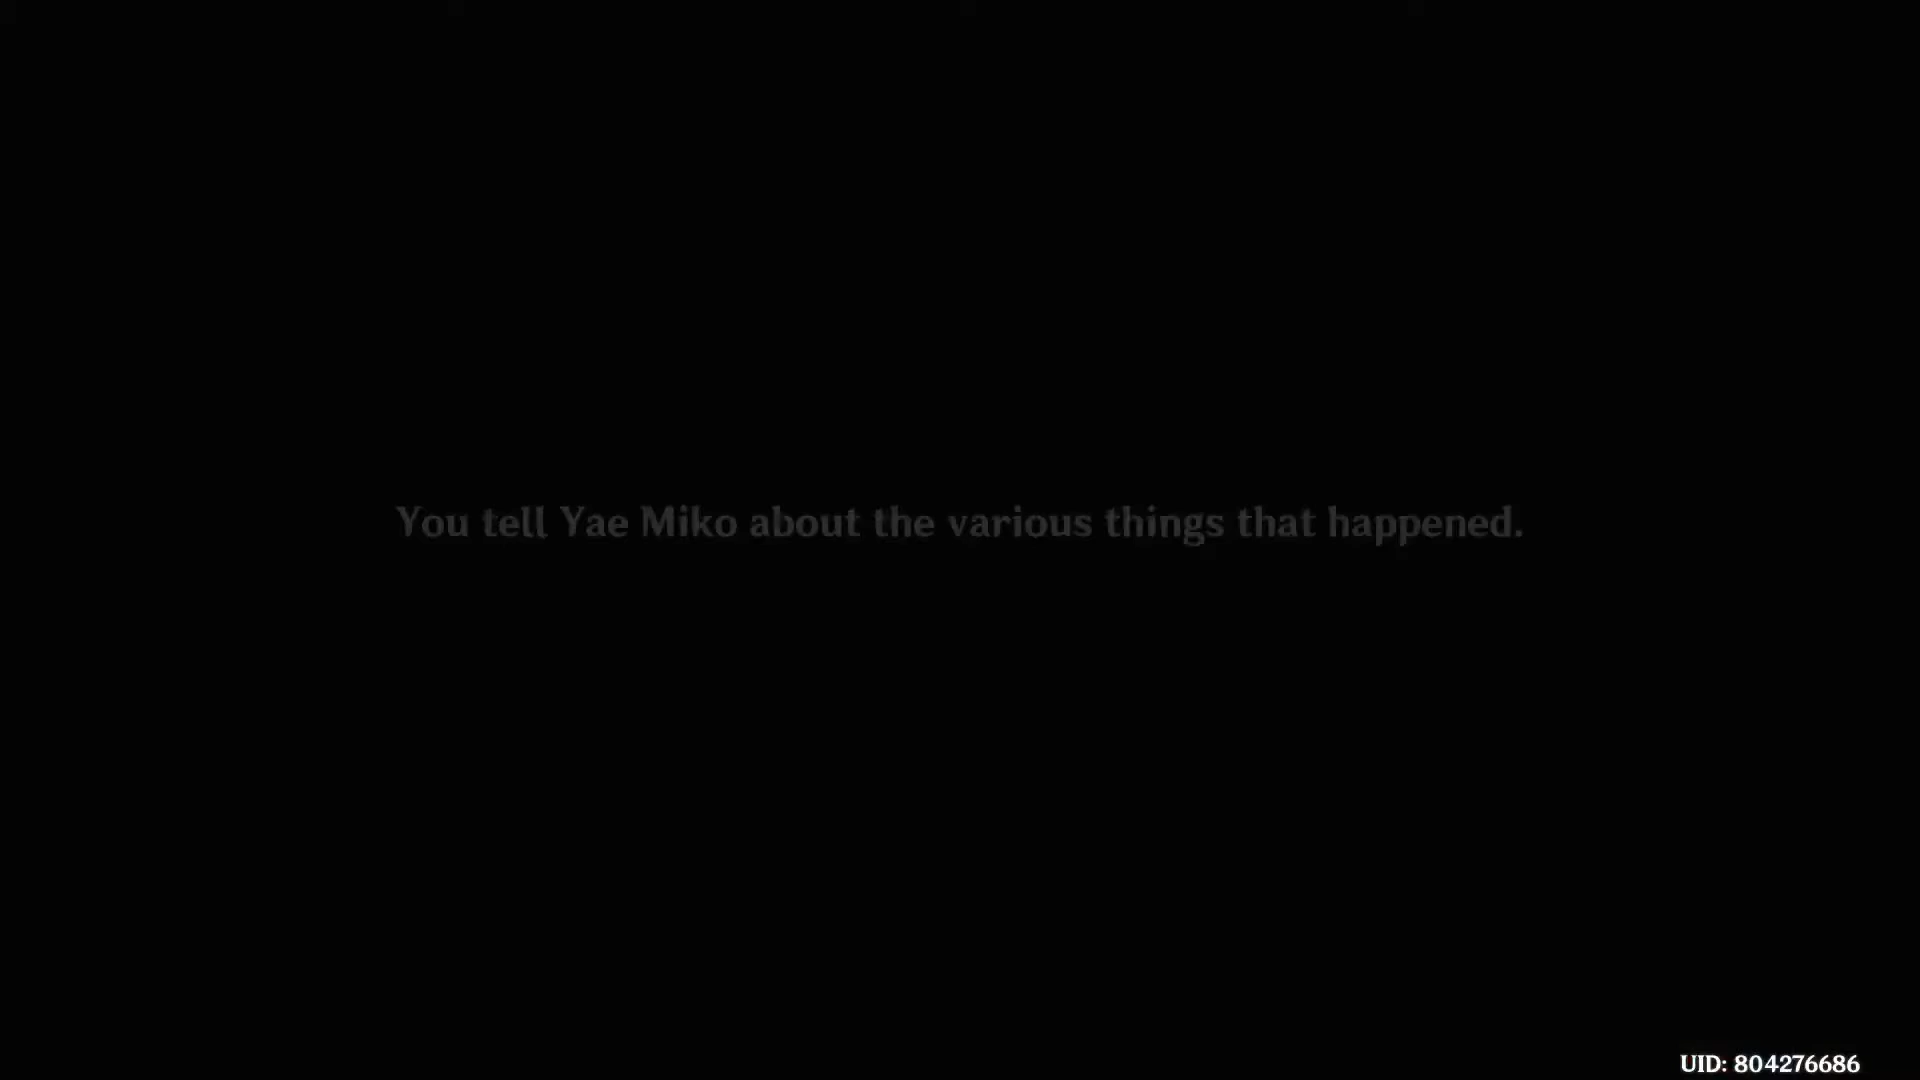 You tell Yae Miko about the various things that happened.
UID: 804276686